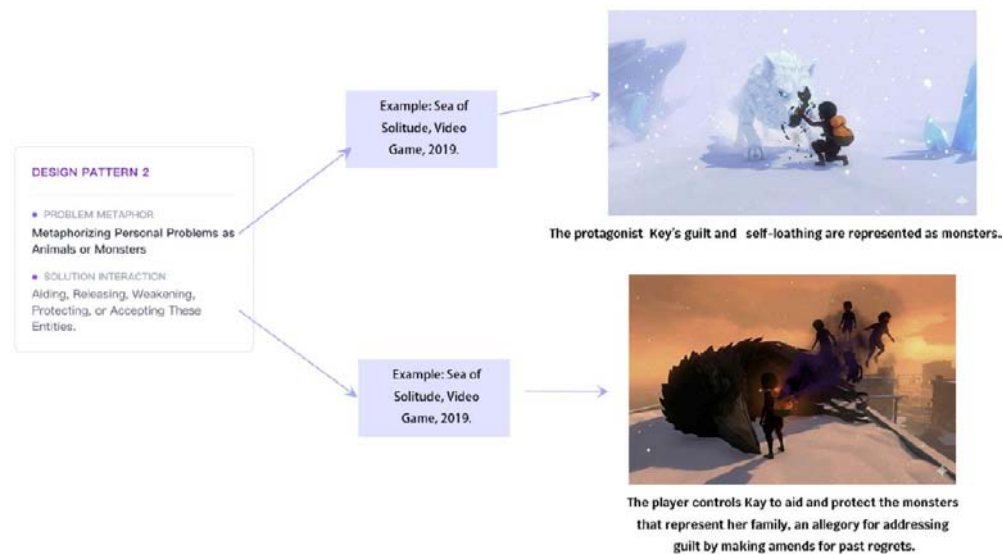 DESIGN PATTERN 2
PROBLEM METAPHOR
Metaphorizing Personal Problems as
Animals or Monsters
SOLUTION INTERACTION
Aiding, Releasing, Weakening,
Protecting, or Accepting These
Entities.
Example: Sea of
Solitude, Video
Game, 2019.
The protagonist Key's guilt and self-loathing are represented as monsters..
Example: Sea of
Solitude, Video
Game, 2019.
The player controls Kay to aid and protect the monsters
that represent her family, an allegory for addressing
guilt by making amends for past regrets.